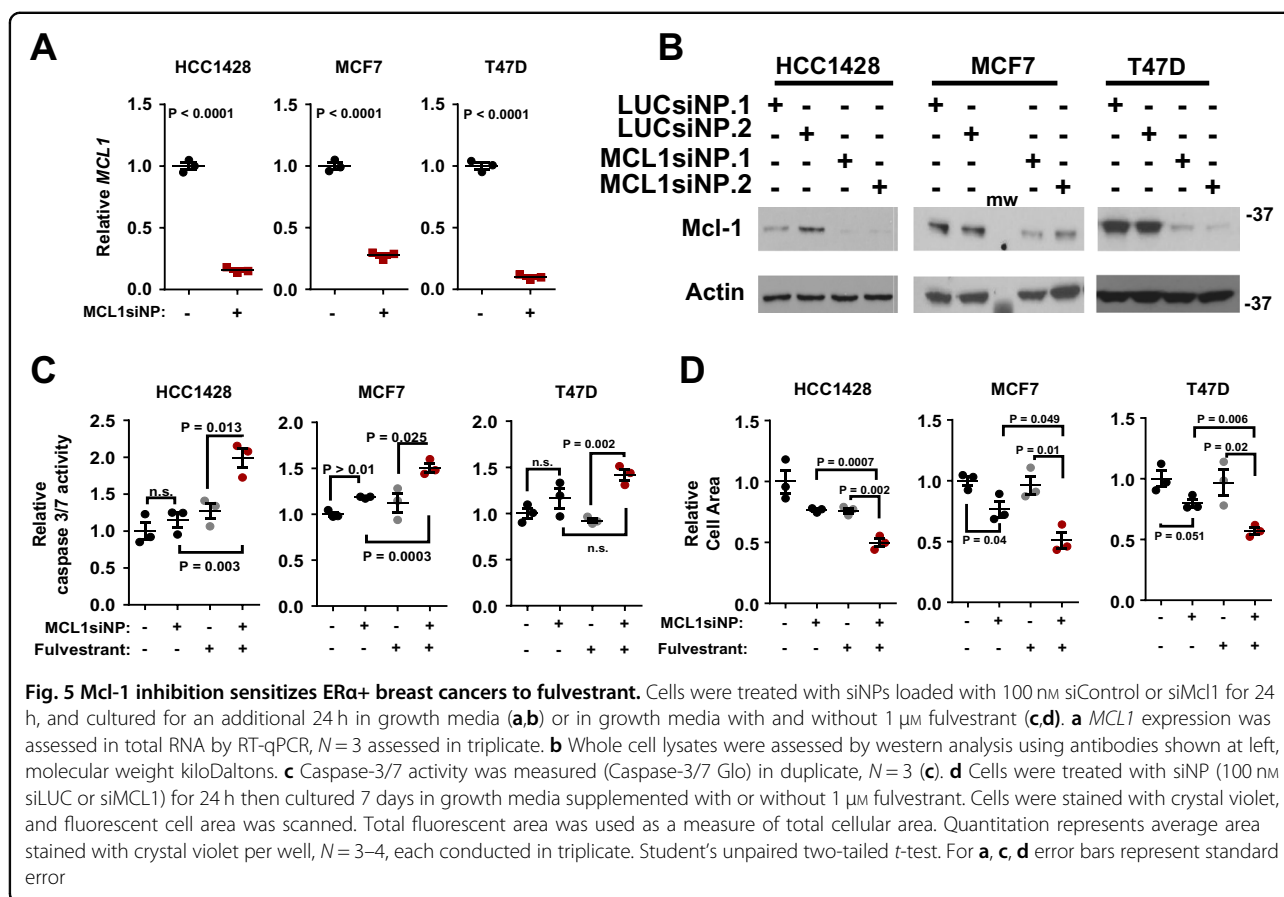 A
HCC1428 MCF7 T47D
Relative MCL1
1.5 1.5 1.5
P < 0.0001 P < 0.0001 P < 0.0001
1.0 1.0 1.0
0.5 0.5 0.5
0.0 0.0 0.0
MCL1siNP: - + - + - +
B
HCC1428 MCF7 T47D
LUCsiNP.1 + - - - + - - - + - - -
LUCsiNP.2 - + - - - + - - - + - -
MCL1siNP.1 - - + - - - + - - - + -
MCL1siNP.2 - - - + - - - + - - - +
mw
Mcl-1 -37
Actin -37
C
HCC1428 MCF7 T47D
Relative
caspase 3/7 activity
2.5 2.0 2.0
2.0 1.5 1.5
1.5 1.0 1.0
1.0 0.5 0.5
0.5 0.0 0.0
0.0
P = 0.013 P = 0.025 P = 0.002
n.s. P > 0.01 n.s.
P = 0.003 P = 0.0003 n.s.
MCL1siNP: - + - + - + - + - + - +
Fulvestrant: - - + + - - + + - - + +
D
HCC1428 MCF7 T47D
Relative
Cell Area
1.5 1.5 1.5
1.0 1.0 1.0
0.5 0.5 0.5
0.0 0.0 0.0
P = 0.0007 P = 0.049 P = 0.006
P = 0.002 P = 0.01 P = 0.02
P = 0.04 P = 0.051
MCL1siNP: - + - + - + - + - + - +
Fulvestrant: - - + + - - + + - - + +
Fig. 5 Mcl-1 inhibition sensitizes ERα+ breast cancers to fulvestrant. Cells were treated with siNPs loaded with 100 nM siControl or siMcl1 for 24
h, and cultured for an additional 24 h in growth media (a,b) or in growth media with and without 1 μM fulvestrant (c,d). a MCL1 expression was
assessed in total RNA by RT-qPCR, N = 3 assessed in triplicate. b Whole cell lysates were assessed by western analysis using antibodies shown at left,
molecular weight kiloDaltons. c Caspase-3/7 activity was measured (Caspase-3/7 Glo) in duplicate, N = 3 (c). d Cells were treated with siNP (100 nM
siLUC or siMCL1) for 24 h then cultured 7 days in growth media supplemented with or without 1 μM fulvestrant. Cells were stained with crystal violet,
and fluorescent cell area was scanned. Total fluorescent area was used as a measure of total cellular area. Quantitation represents average area
stained with crystal violet per well, N = 3–4, each conducted in triplicate. Student's unpaired two-tailed t-test. For a, c, d error bars represent standard
error